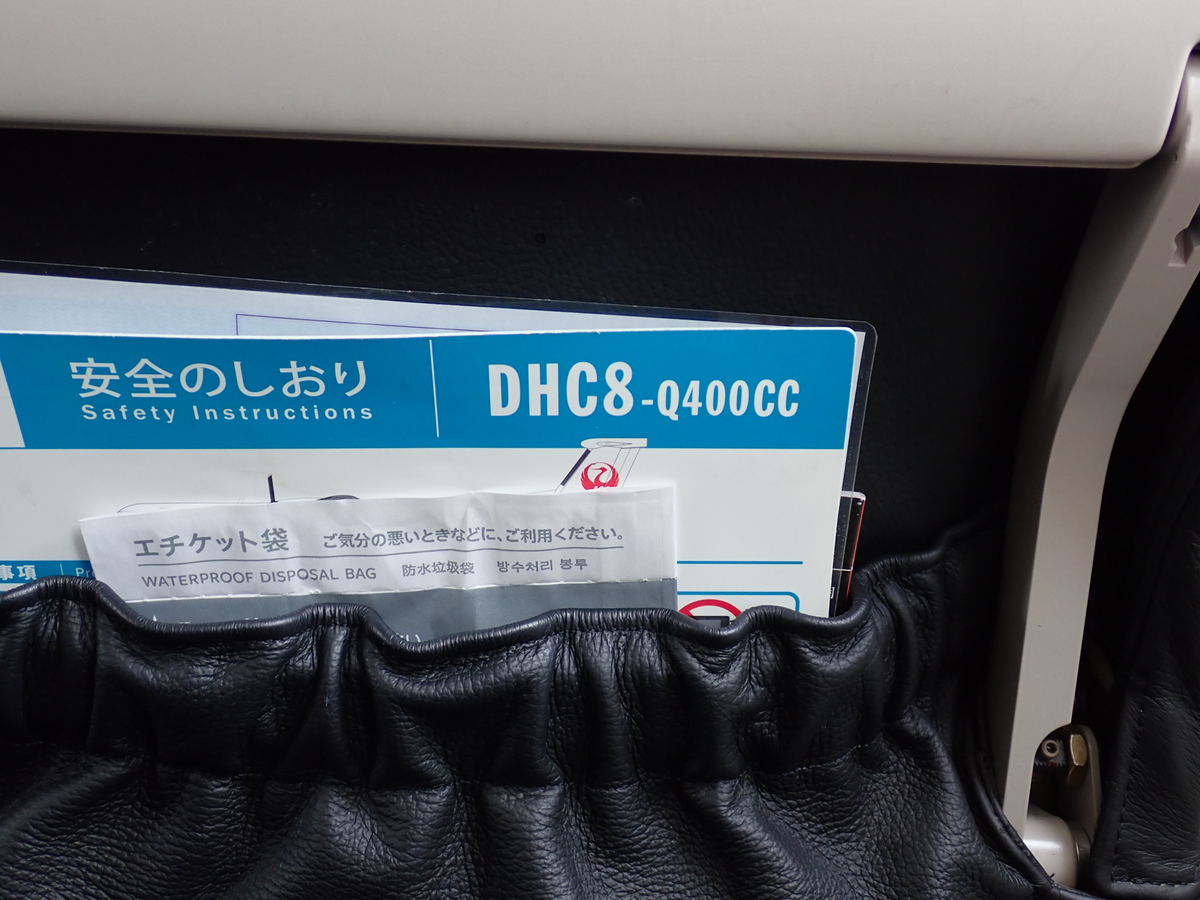 安全のしおり
Safety Instructions
DHC8-Q400CC
エチケット袋 ご気分の悪いときなどに、ご利用ください。
WATERPROOF DISPOSAL BAG 防水垃圾袋 방수처리 봉투
事項